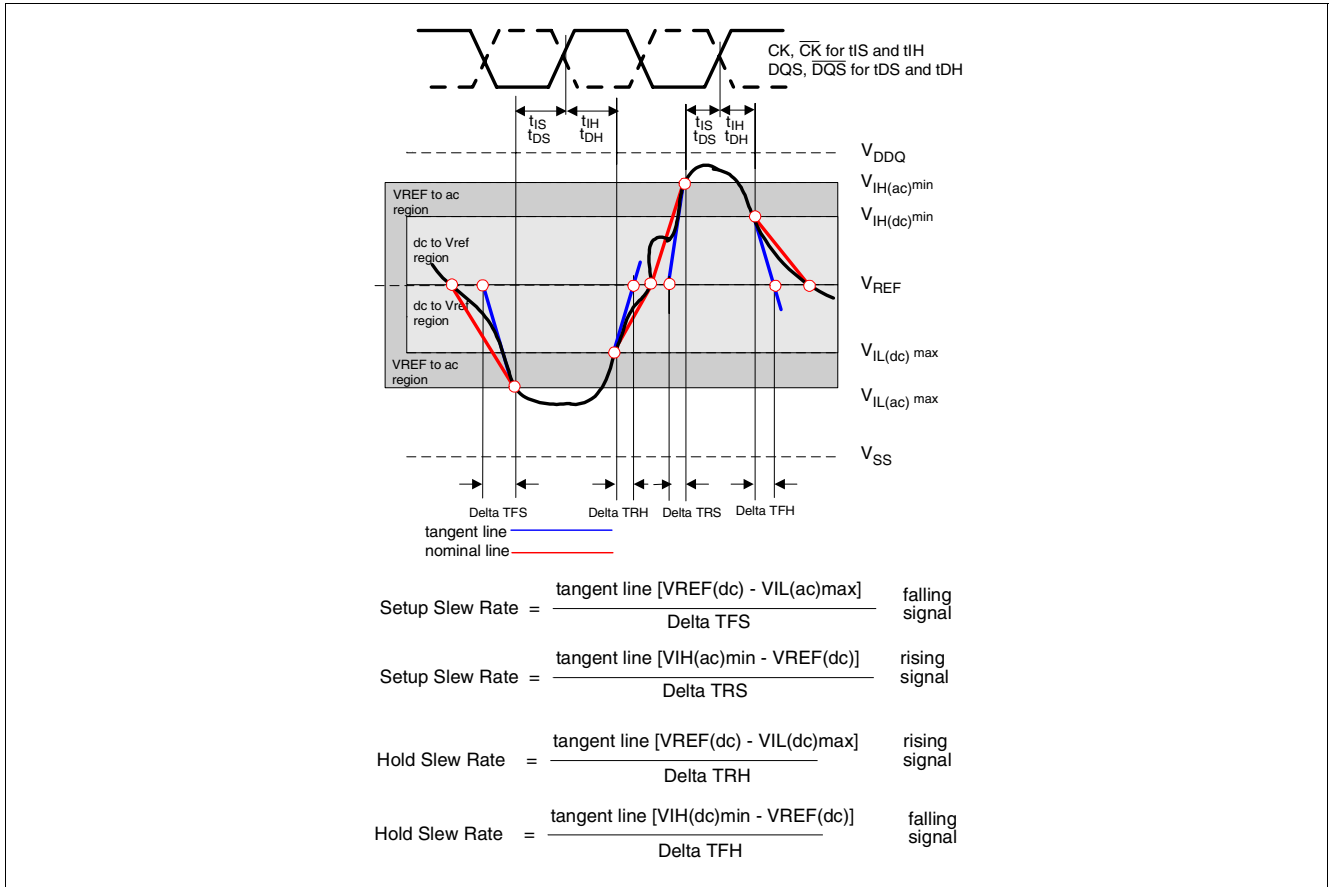 CK, CK for tIS and tIH
DQS, DQS for tDS and tDH
tIS
tDS
tIH
tDH
tIS
tDS
tIH
tDH
VDDQ
VREF to ac
region
VIH(ac)min
VIH(dc)min
dc to Vref
region
VREF
dc to Vref
region
VIL(dc) max
VREF to ac
region
VIL(ac) max
VSS
Delta TFS
Delta TRH
Delta TRS
Delta TFH
tangent line
nominal line
Setup Slew Rate =
tangent line [VREF(dc) - VIL(ac)max]
Delta TFS
falling
signal
Setup Slew Rate =
tangent line [VIH(ac)min - VREF(dc)]
Delta TRS
rising
signal
Hold Slew Rate =
tangent line [VREF(dc) - VIL(dc)max]
Delta TRH
rising
signal
Hold Slew Rate =
tangent line [VIH(dc)min - VREF(dc)]
Delta TFH
falling
signal